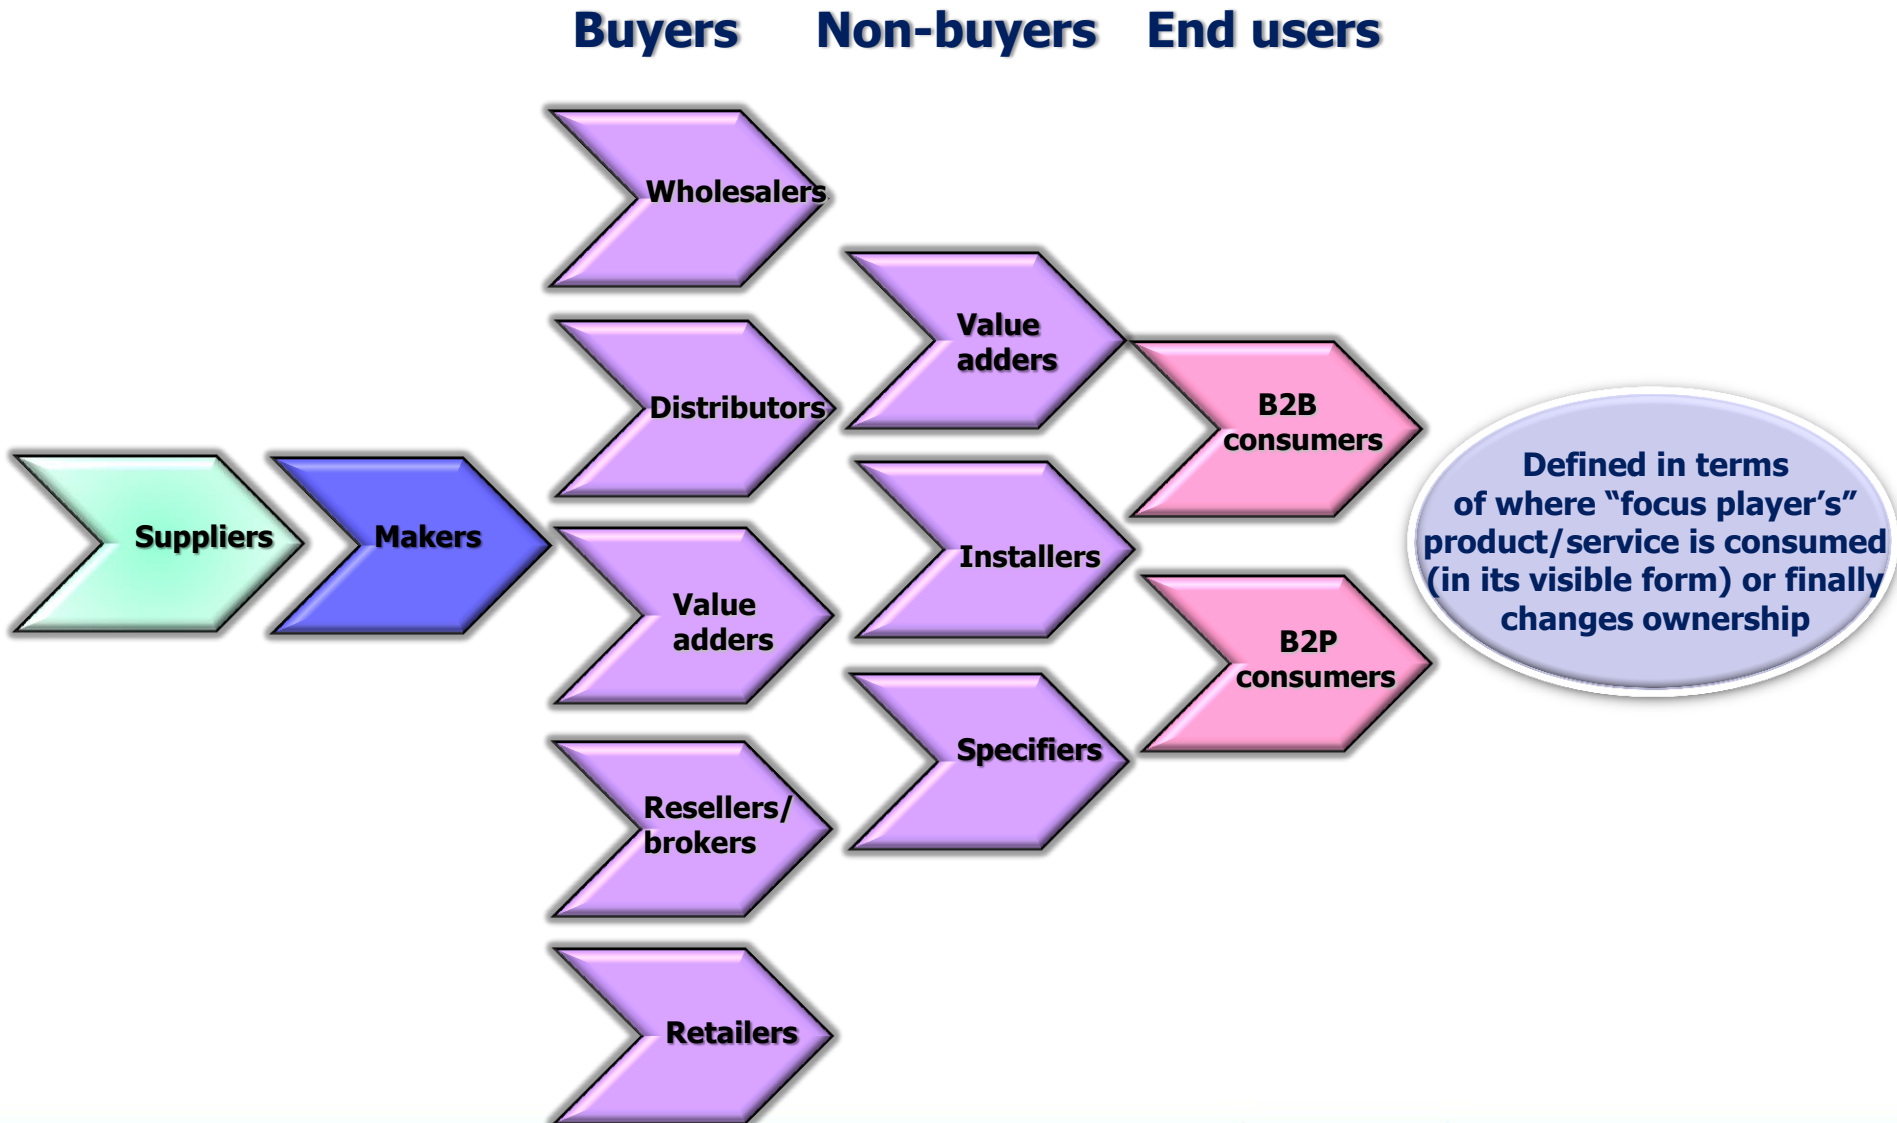 Buyers
Non-buyers
End users
Wholesalers
Distributors
Value
adders
Resellers/
brokers
Retailers
Value
adders
Installers
Specifiers
Suppliers
Makers
B2B
consumers
B2P
consumers
Defined in terms
of where “focus player’s”
product/service is consumed
(in its visible form) or finally
changes ownership